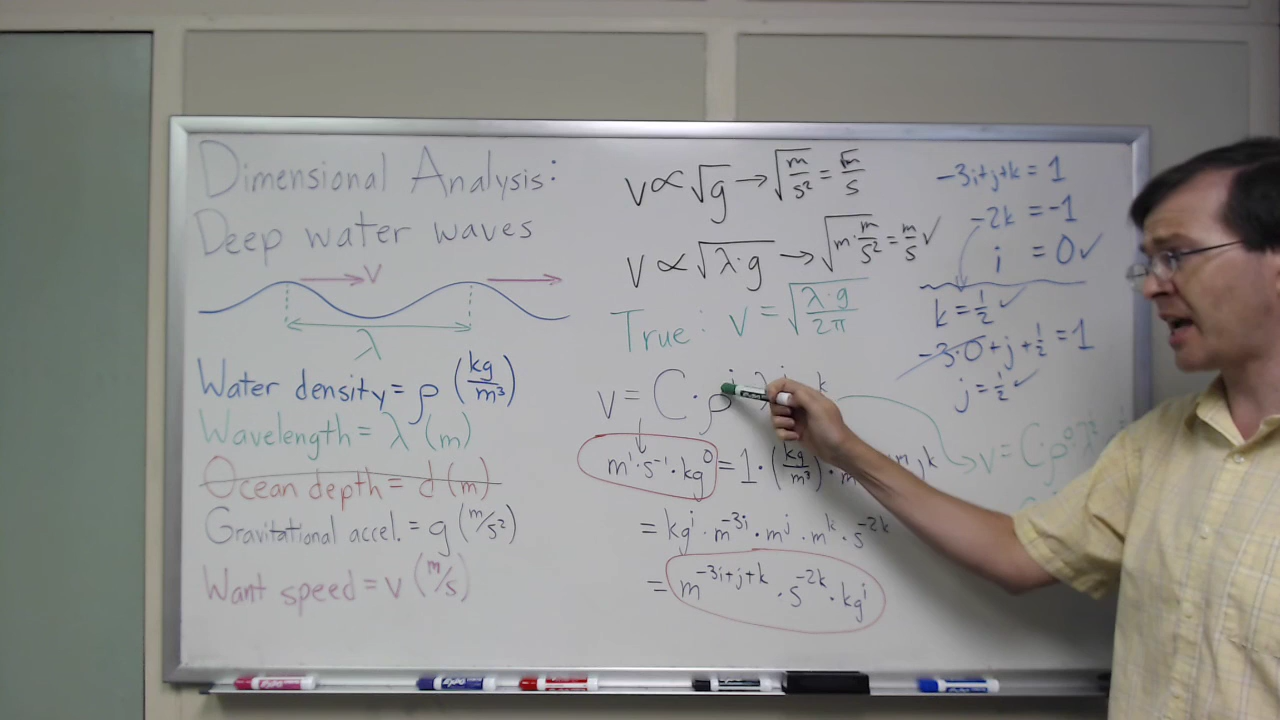 Dimensional Analysis:
Deep water waves
v
λ
Water density = ρ (kg/m³)
Wavelength = λ (m)
Ocean depth = d (m)
Gravitational accel. = g (m/s²)
Want speed = v (m/s)
v ∝ √g → √(m/s²) = √m/s
v ∝ √(λ·g) → √(m·m/s²) = m/s ✓
True: v = √(λ·g/2π)
v = C·ρ λ k
m¹·s⁻¹·kg⁰ = 1·(kg/m³)·m
= kgⁱ·m⁻³ⁱ·mʲ·mᵏ·s⁻²ᵏ
= m⁻³ⁱ⁺ʲ⁺ᵏ·s⁻²ᵏ·kgⁱ
-3i+j+k = 1
-2k = -1
i = 0 ✓
k = 1/2 ✓
-3·0+j+1/2 = 1
j = 1/2 ✓
v = Cρ⁰λ